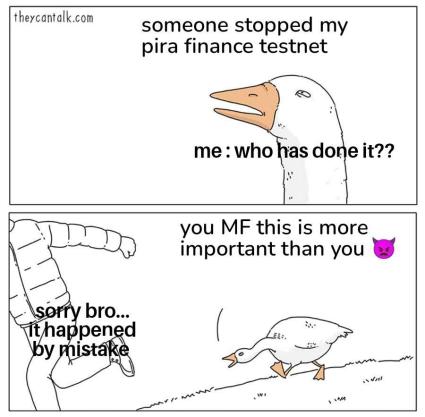 theycantalk.com
someone stopped my
pira finance testnet
me : who has done it??
you MF this is more
important than you 👿
sorry bro...
it happened
by mistake